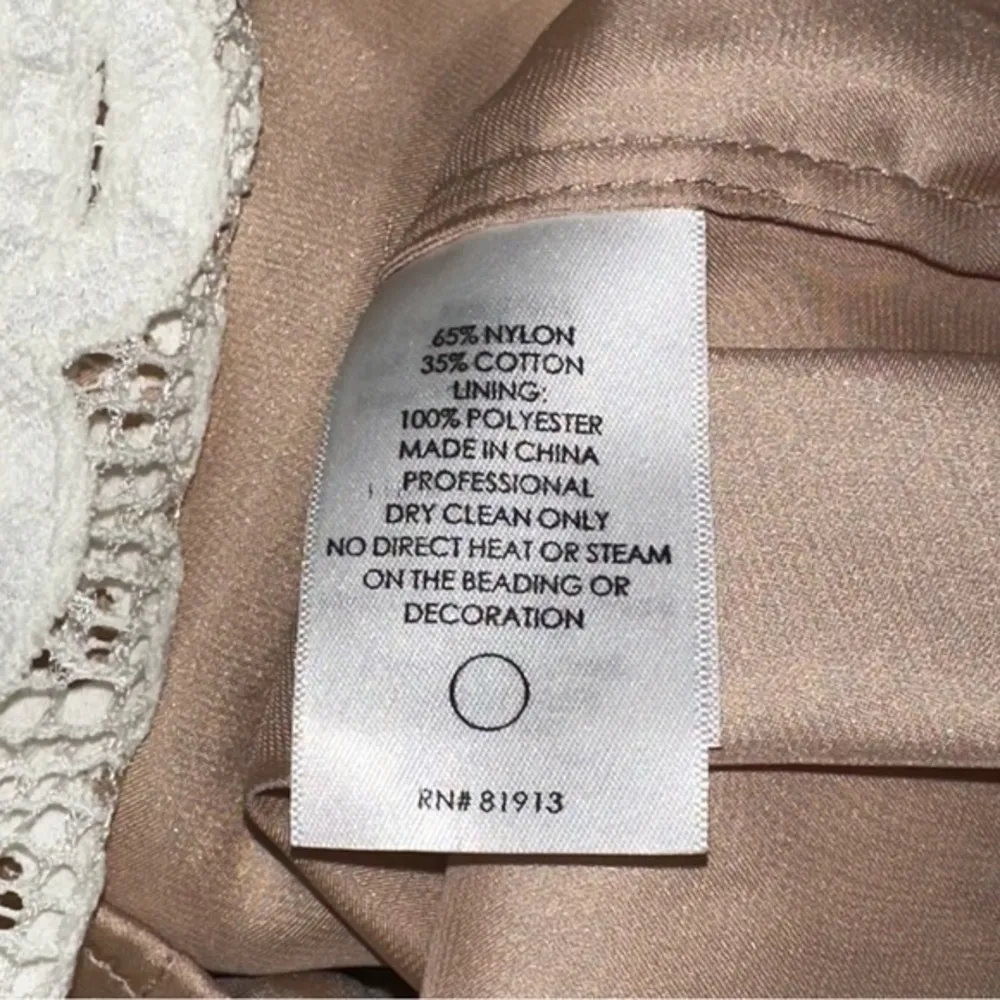 65% NYLON
35% COTTON
LINING:
100% POLYESTER
MADE IN CHINA
PROFESSIONAL
DRY CLEAN ONLY
NO DIRECT HEAT OR STEAM
ON THE BEADING OR
DECORATION
RN# 81913